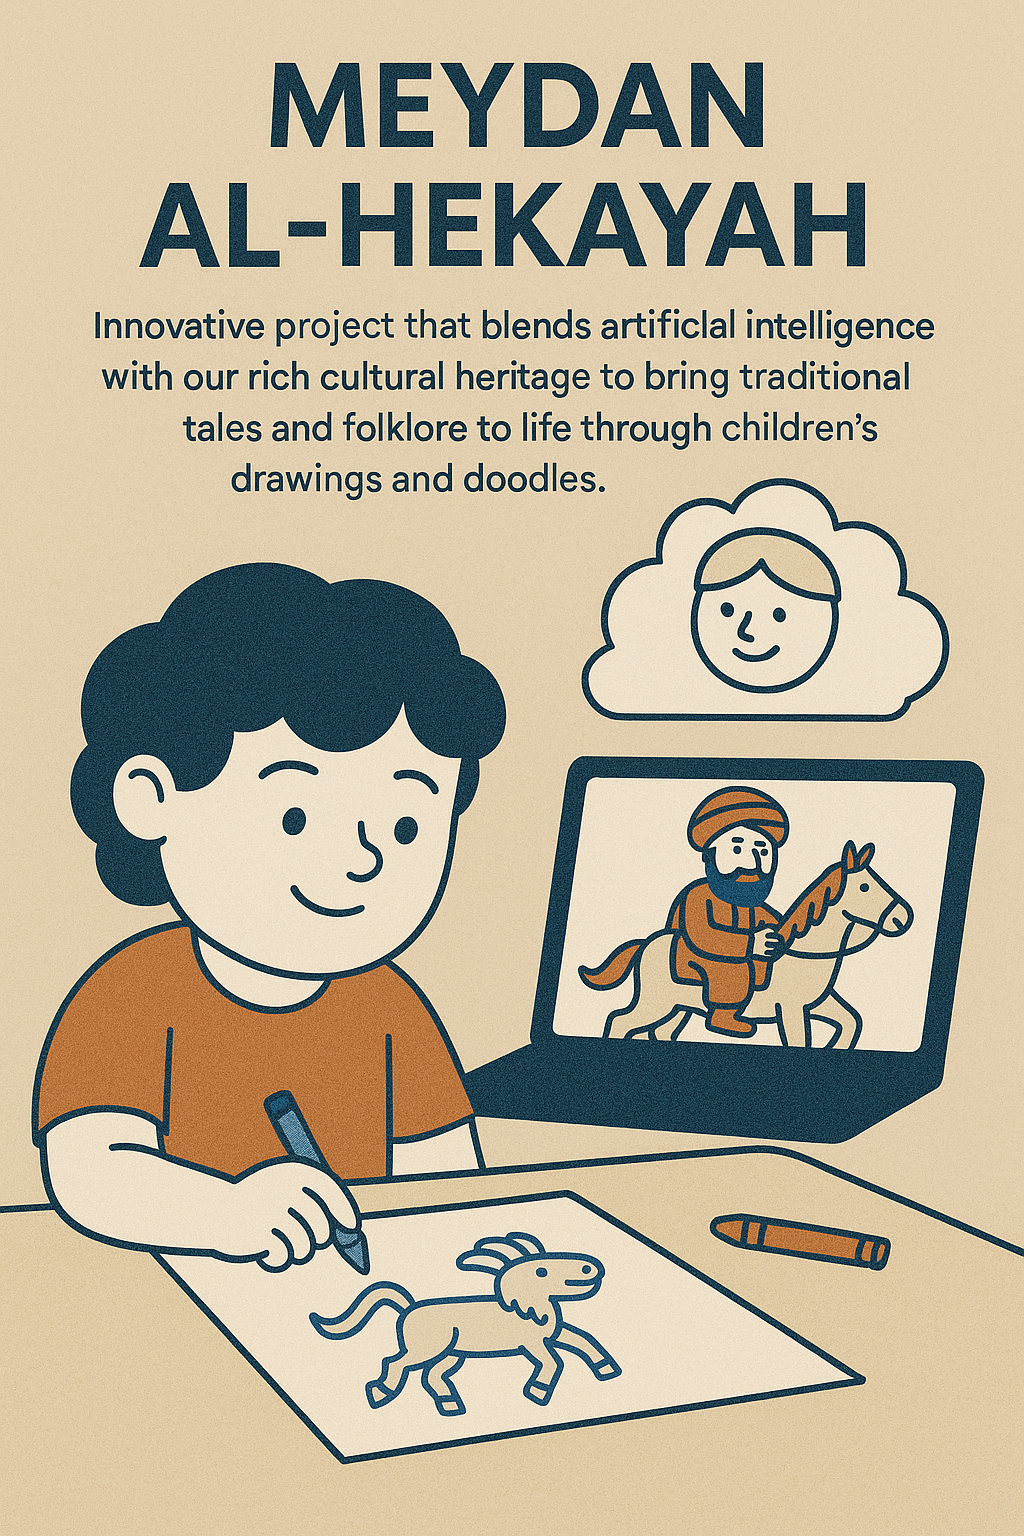 MEYDAN
AL-HEKAYAH
Innovative project that blends artificlal intelligence
with our rich cultural heritage to bring traditional
tales and folklore to life through children's
drawings and doodles.